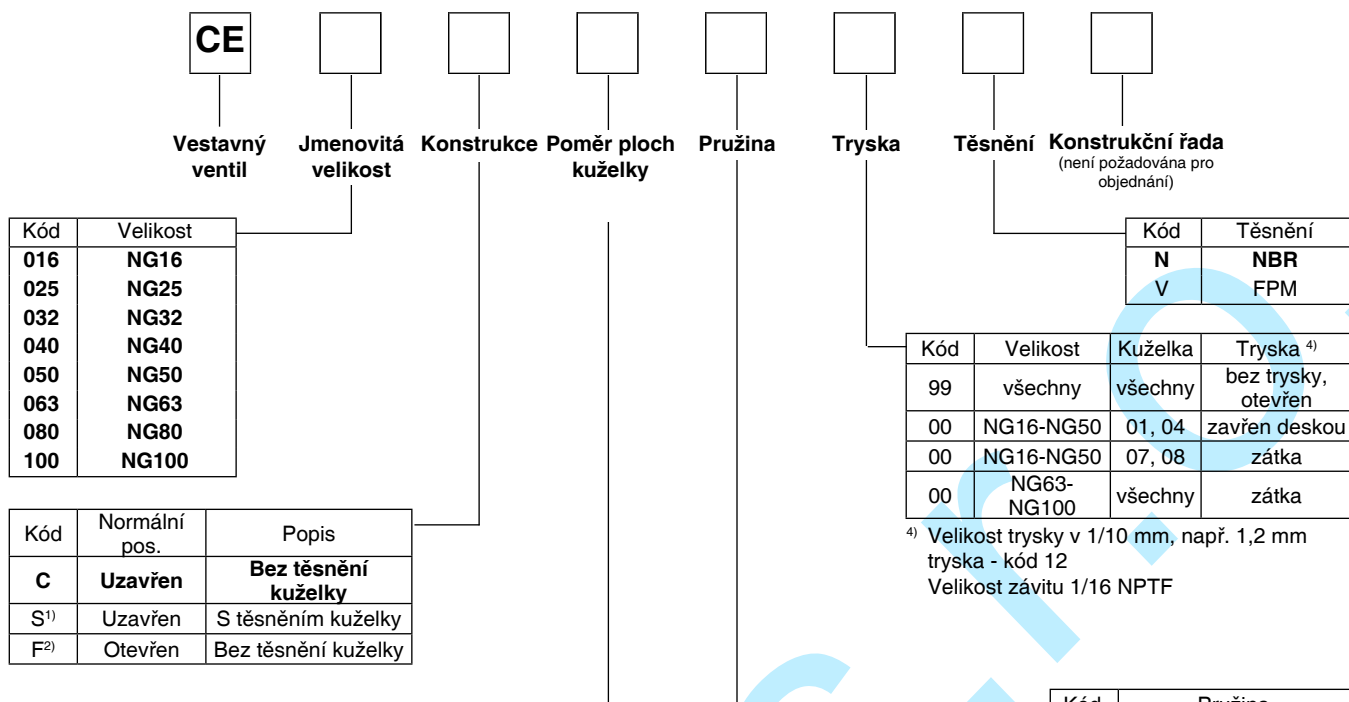 CE
Vestavný ventil
Jmenovitá velikost
Konstrukce
Poměr ploch kuželky
Pružina
Tryska
Těsnění
Konstrukční řada
(není požadována pro objednání)
Kód Velikost
016 NG16
025 NG25
032 NG32
040 NG40
050 NG50
063 NG63
080 NG80
100 NG100
Kód Těsnění
N NBR
V FPM
Kód Velikost Kuželka Tryska 4)
99 všechny všechny bez trysky, otevřen
00 NG16-NG50 01, 04 zavřen deskou
00 NG16-NG50 07, 08 zátka
00 NG63-NG100 všechny zátka
4) Velikost trysky v 1/10 mm, např. 1,2 mm
tryska - kód 12
Velikost závitu 1/16 NPTF
Kód Normální pos. Popis
C Uzavřen Bez těsnění kuželky
S1) Uzavřen S těsněním kuželky
F2) Otevřen Bez těsnění kuželky
Kód Pružina